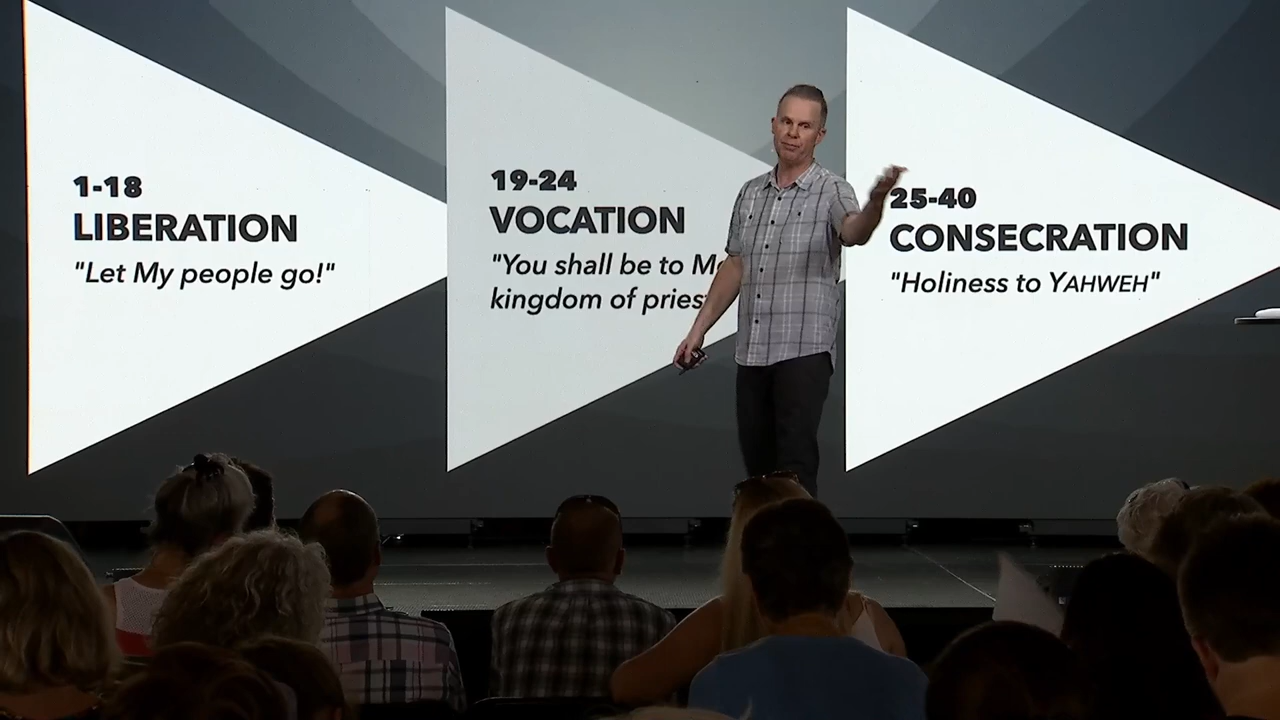 1-18
LIBERATION
"Let My people go!"
19-24
VOCATION
"You shall be to
kingdom of
25-40
CONSECRATION
"Holiness to YAHWEH"